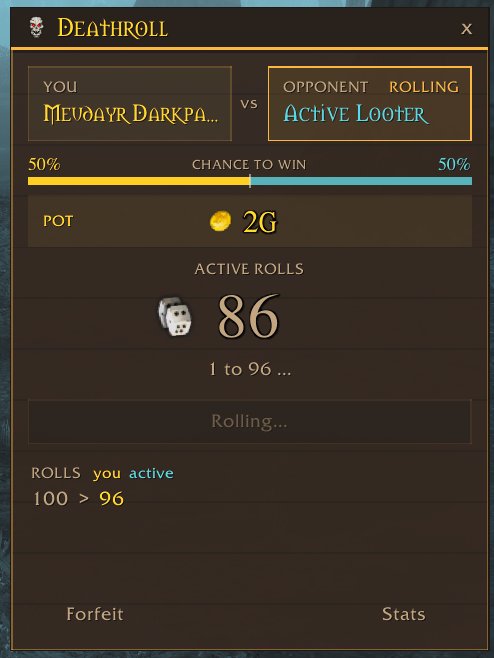 Deathroll x
YOU
Meudayr Darkpa...
vs
OPPONENT ROLLING
Active Looter
50% CHANCE TO WIN 50%
POT 2G
ACTIVE ROLLS
86
1 to 96 ...
Rolling...
ROLLS you active
100 > 96
Forfeit Stats